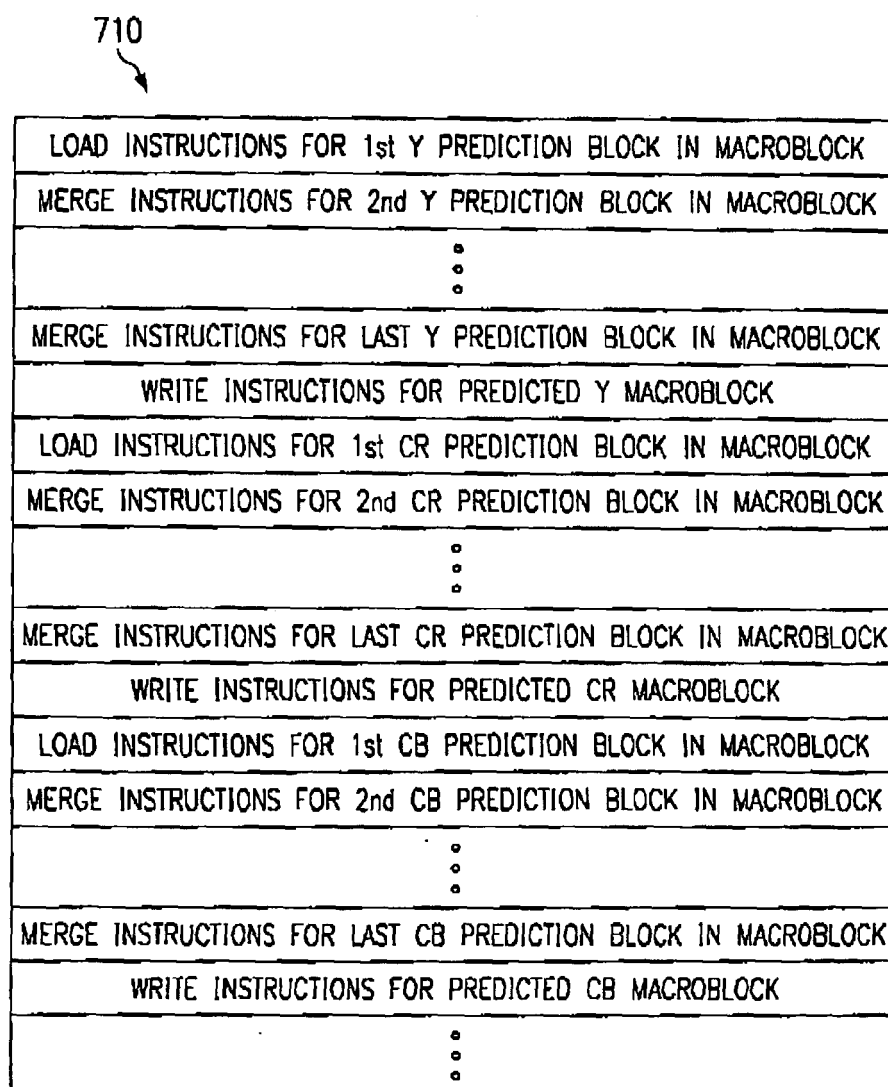 710
LOAD INSTRUCTIONS FOR 1st Y PREDICTION BLOCK IN MACROBLOCK
MERGE INSTRUCTIONS FOR 2nd Y PREDICTION BLOCK IN MACROBLOCK
MERGE INSTRUCTIONS FOR LAST Y PREDICTION BLOCK IN MACROBLOCK
WRITE INSTRUCTIONS FOR PREDICTED Y MACROBLOCK
LOAD INSTRUCTIONS FOR 1st CR PREDICTION BLOCK IN MACROBLOCK
MERGE INSTRUCTIONS FOR 2nd CR PREDICTION BLOCK IN MACROBLOCK
MERGE INSTRUCTIONS FOR LAST CR PREDICTION BLOCK IN MACROBLOCK
WRITE INSTRUCTIONS FOR PREDICTED CR MACROBLOCK
LOAD INSTRUCTIONS FOR 1st CB PREDICTION BLOCK IN MACROBLOCK
MERGE INSTRUCTIONS FOR 2nd CB PREDICTION BLOCK IN MACROBLOCK
MERGE INSTRUCTIONS FOR LAST CB PREDICTION BLOCK IN MACROBLOCK
WRITE INSTRUCTIONS FOR PREDICTED CB MACROBLOCK